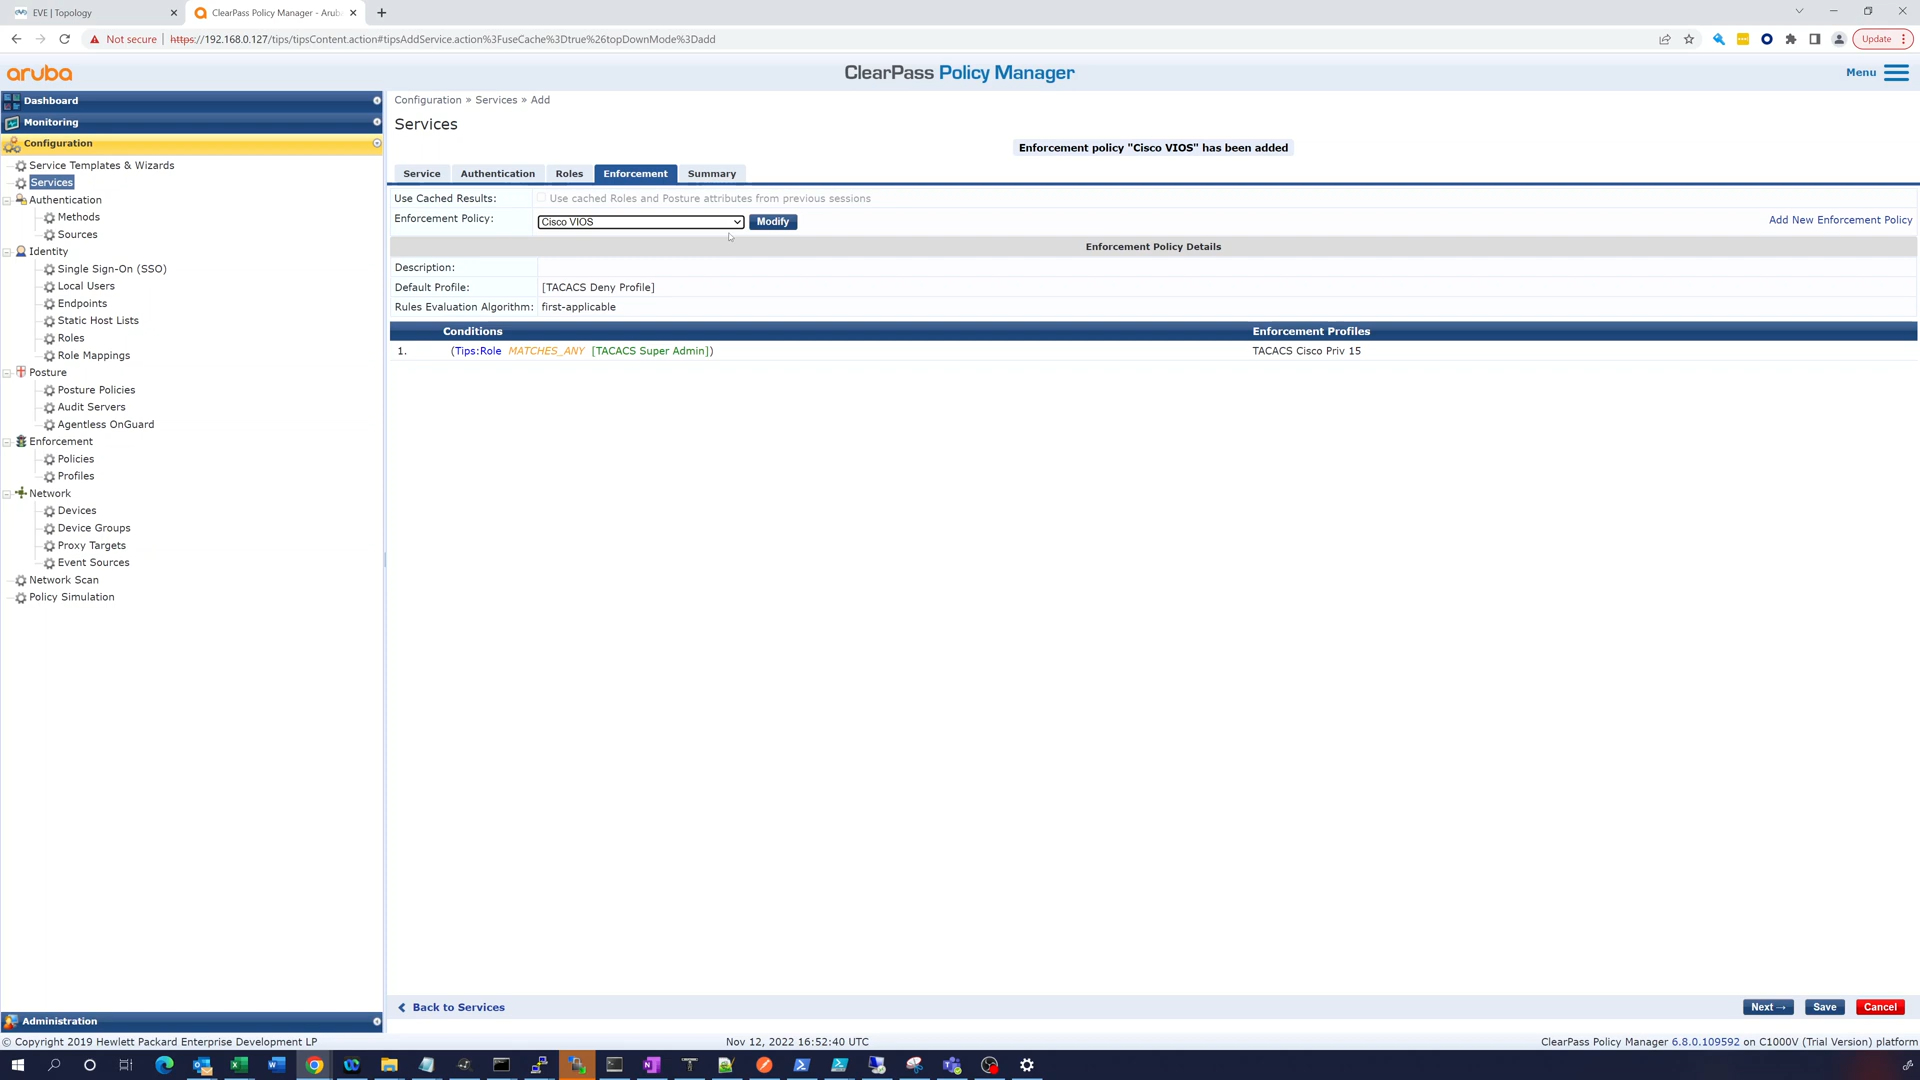 EVE | Topology
ClearPass Policy Manager - Arub
Not secure | https://192.168.0.127/tips/tipsContent.action#tipsAddService.action%3FuseCache%3Dtrue%26topDownMode%3Dadd
Update
aruba
ClearPass Policy Manager
Menu
Dashboard
Monitoring
Configuration
Service Templates & Wizards
Services
Authentication
Methods
Sources
Identity
Single Sign-On (SSO)
Local Users
Endpoints
Static Host Lists
Roles
Role Mappings
Posture
Posture Policies
Audit Servers
Agentless OnGuard
Enforcement
Policies
Profiles
Network
Devices
Device Groups
Proxy Targets
Event Sources
Network Scan
Policy Simulation
Administration
Configuration » Services » Add
Services
Enforcement policy "Cisco VIOS" has been added
Service Authentication Roles Enforcement Summary
Use Cached Results: Use cached Roles and Posture attributes from previous sessions
Enforcement Policy: Cisco VIOS Modify Add New Enforcement Policy
Enforcement Policy Details
Description:
Default Profile: [TACACS Deny Profile]
Rules Evaluation Algorithm: first-applicable
Conditions Enforcement Profiles
1. (Tips:Role MATCHES_ANY [TACACS Super Admin]) TACACS Cisco Priv 15
Back to Services Next → Save Cancel
© Copyright 2019 Hewlett Packard Enterprise Development LP Nov 12, 2022 16:52:40 UTC ClearPass Policy Manager 6.8.0.109592 on C1000V (Trial Version) platform